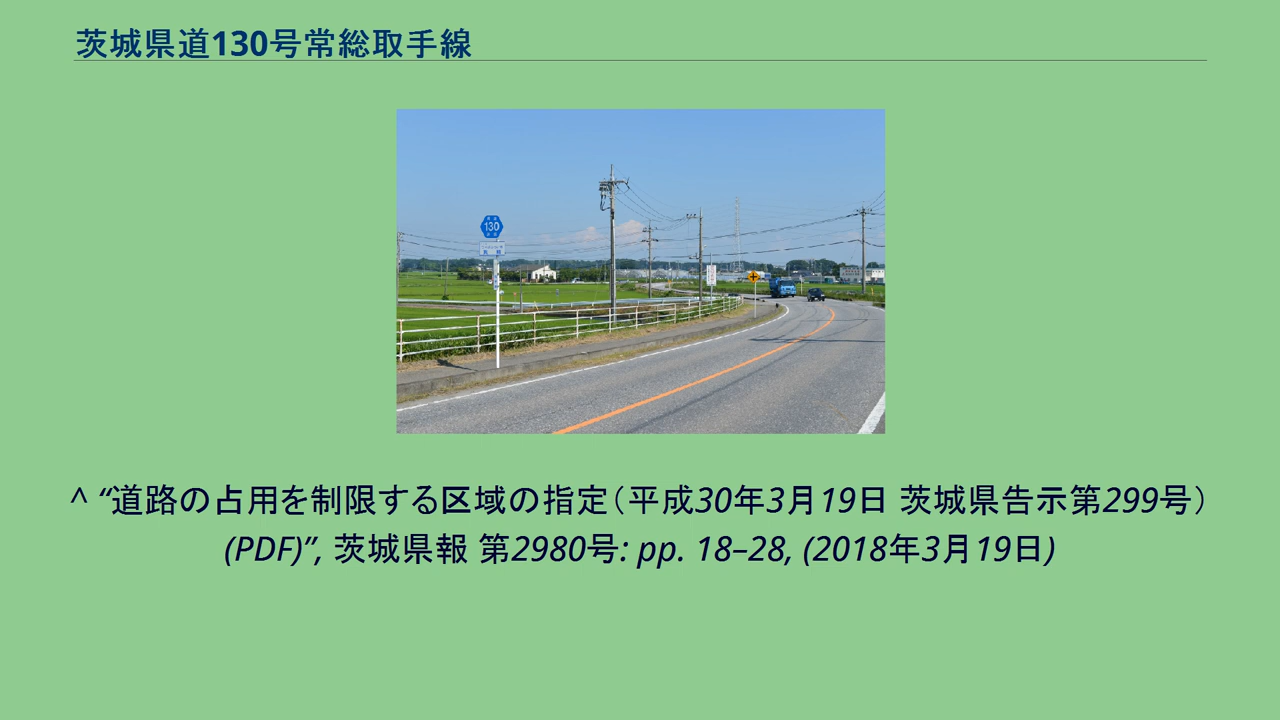 茨城県道130号常総取手線
130
^ “道路の占用を制限する区域の指定（平成30年3月19日 茨城県告示第299号）
(PDF)”, 茨城県報 第2980号: pp. 18–28, (2018年3月19日)